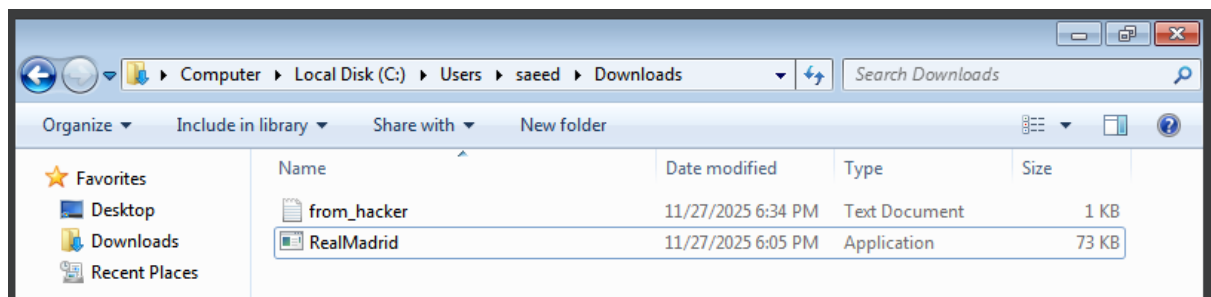 Computer Local Disk (C:) Users saeed Downloads Search Downloads
Organize Include in library Share with New folder
Favorites
Desktop
Downloads
Recent Places
Name Date modified Type Size
from_hacker 11/27/2025 6:34 PM Text Document 1 KB
RealMadrid 11/27/2025 6:05 PM Application 73 KB